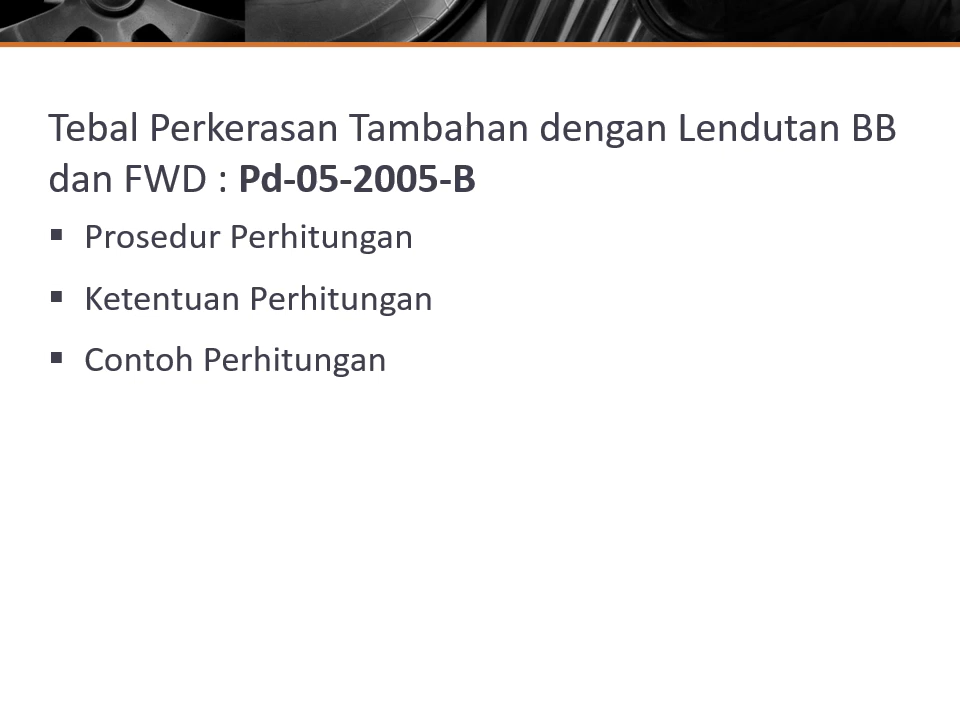 Tebal Perkerasan Tambahan dengan Lendutan BB
dan FWD : Pd-05-2005-B
▪ Prosedur Perhitungan
▪ Ketentuan Perhitungan
▪ Contoh Perhitungan